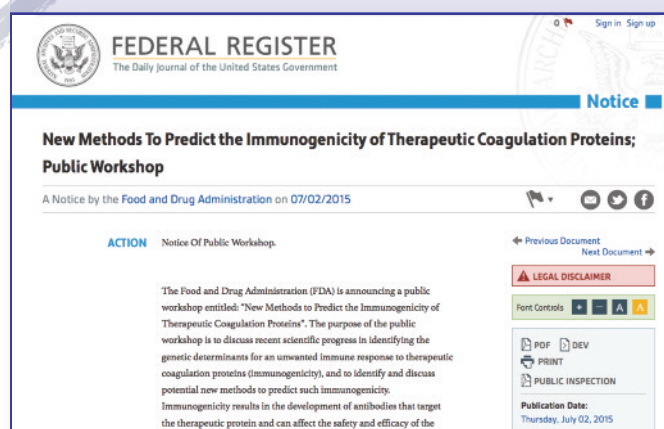 0 Sign in Sign up
FEDERAL REGISTER
The Daily Journal of the United States Government
Notice
New Methods To Predict the Immunogenicity of Therapeutic Coagulation Proteins;
Public Workshop
A Notice by the Food and Drug Administration on 07/02/2015
ACTION Notice Of Public Workshop.
The Food and Drug Administration (FDA) is announcing a public
workshop entitled: "New Methods to Predict the Immunogenicity of
Therapeutic Coagulation Proteins". The purpose of the public
workshop is to discuss recent scientific progress in identifying the
genetic determinants for an unwanted immune response to therapeutic
coagulation proteins (immunogenicity), and to identify and discuss
potential new methods to predict such immunogenicity.
Immunogenicity results in the development of antibodies that target
the therapeutic protein and can affect the safety and efficacy of the
Previous Document
Next Document
LEGAL DISCLAIMER
Font Controls + − A A
PDF DEV
PRINT
PUBLIC INSPECTION
Publication Date:
Thursday, July 02, 2015